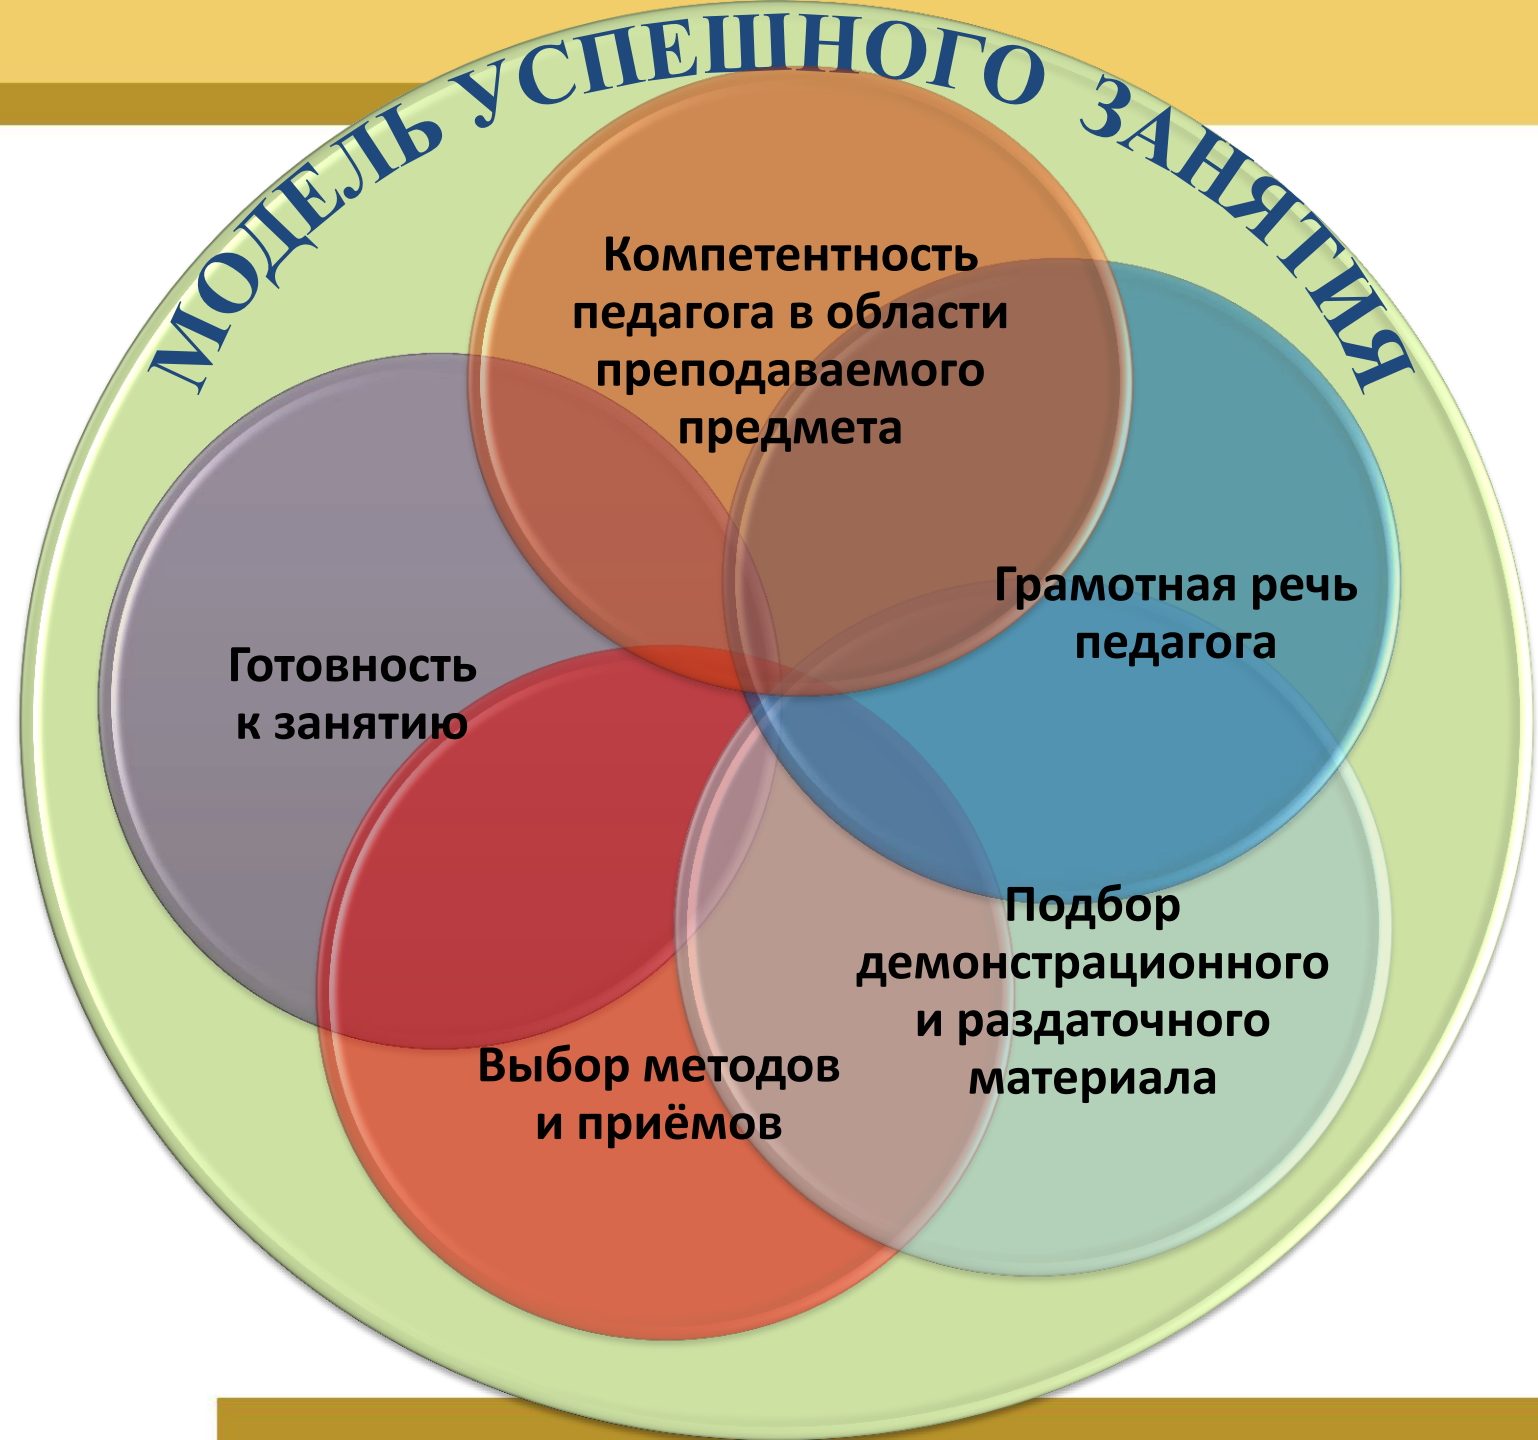 МОДЕЛЬ УСПЕШНОГО ЗАНЯТИЯ
Компетентность
педагога в области
преподаваемого
предмета
Грамотная речь
педагога
Готовность
к занятию
Подбор
демонстрационного
и раздаточного
материала
Выбор методов
и приёмов